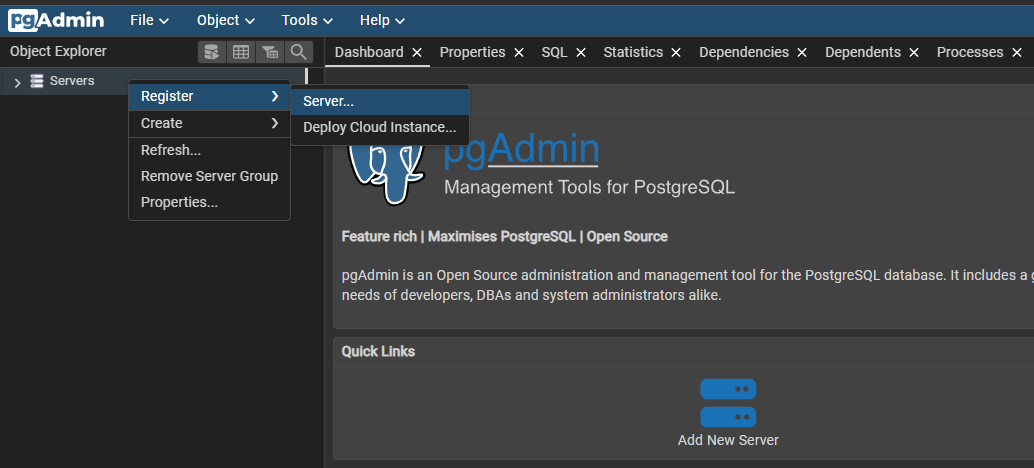 pgAdmin File Object Tools Help
Object Explorer
Dashboard Properties SQL Statistics Dependencies Dependents Processes
Servers
Register
Create
Refresh...
Remove Server Group
Properties...
Server...
Deploy Cloud Instance...
pgAdmin
Management Tools for PostgreSQL
Feature rich | Maximises PostgreSQL | Open Source
pgAdmin is an Open Source administration and management tool for the PostgreSQL database. It includes a
needs of developers, DBAs and system administrators alike.
Quick Links
Add New Server